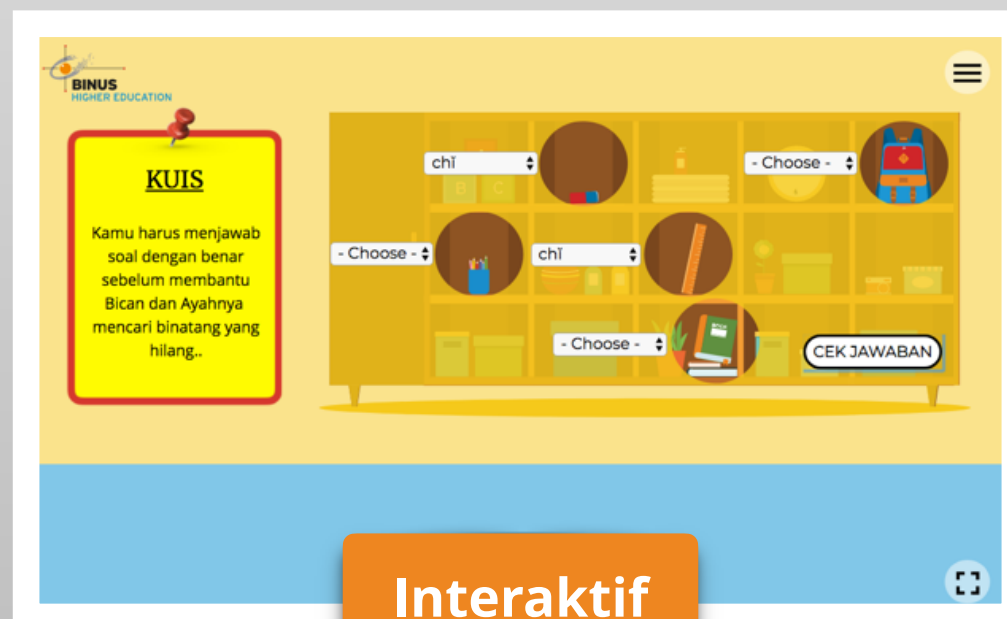 BINUS
HIGHER EDUCATION
KUIS
Kamu harus menjawab
soal dengan benar
sebelum membantu
Bican dan Ayahnya
mencari binatang yang
hilang..
chǐ
- Choose -
B C
- Choose -
chǐ
- Choose -
CEK JAWABAN
Interaktif